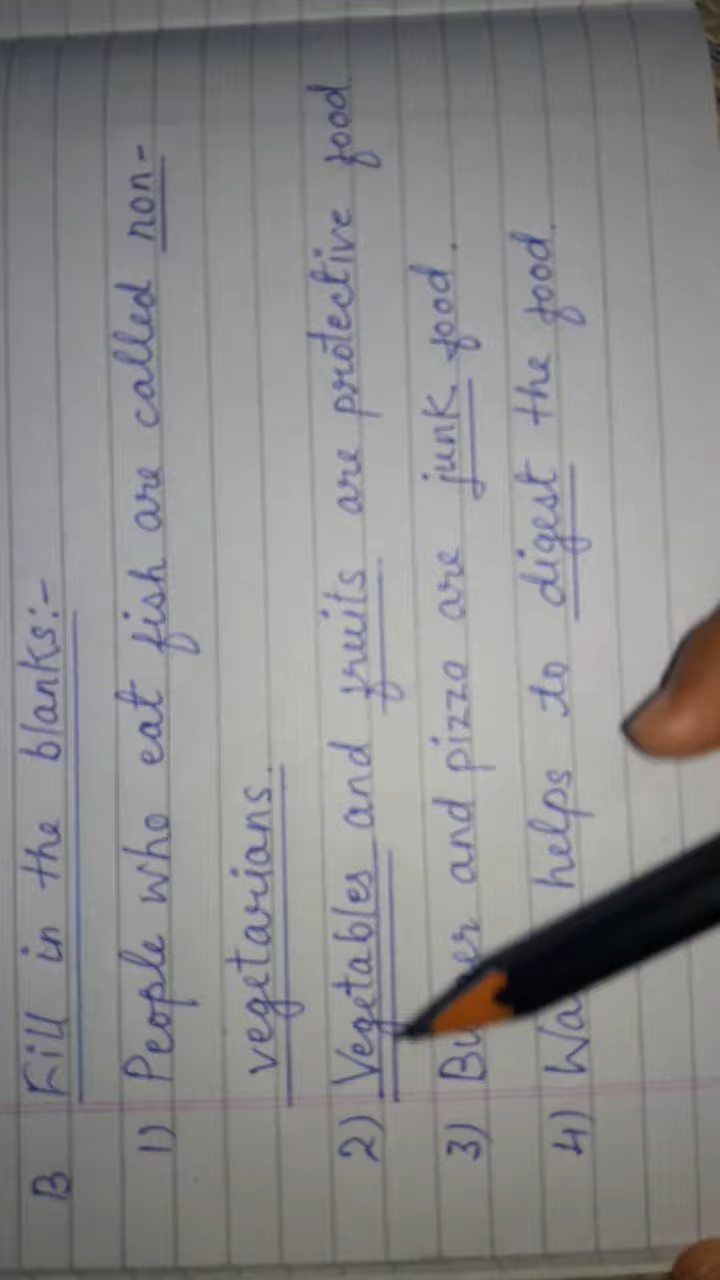 B Fill in the blanks:-
1) People who eat fish are called non-
vegetarians.
2) Vegetables and fruits are protective food
3) and pizza are junk food.
4) helps to digest the food.